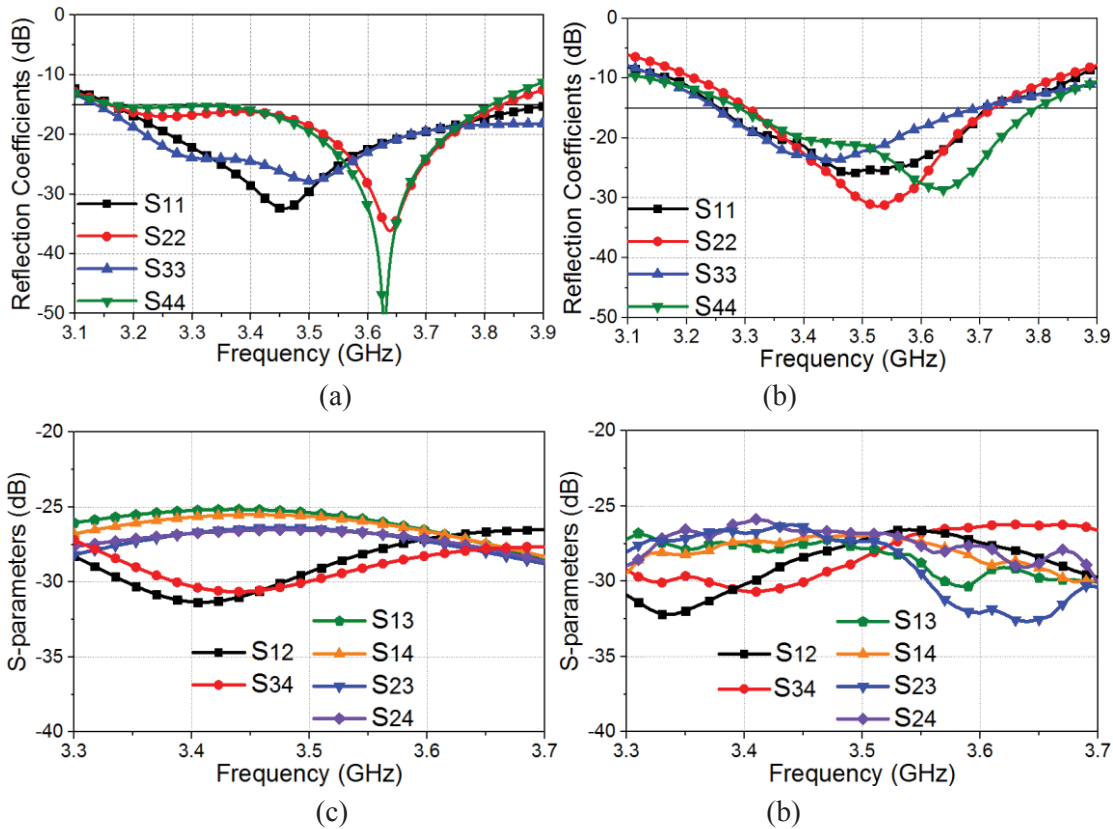 Reflection Coefficients (dB)
0
-10
-20
-30
-40
-50
S11
S22
S33
S44
3.1 3.2 3.3 3.4 3.5 3.6 3.7 3.8 3.9
Frequency (GHz)
(a)
Reflection Coefficients (dB)
0
-10
-20
-30
-40
-50
S11
S22
S33
S44
3.1 3.2 3.3 3.4 3.5 3.6 3.7 3.8 3.9
Frequency (GHz)
(b)
S-parameters (dB)
-20
-25
-30
-35
-40
S12
S34
S13
S14
S23
S24
3.3 3.4 3.5 3.6 3.7
Frequency (GHz)
(c)
S-parameters (dB)
-20
-25
-30
-35
-40
S12
S34
S13
S14
S23
S24
3.3 3.4 3.5 3.6 3.7
Frequency (GHz)
(b)